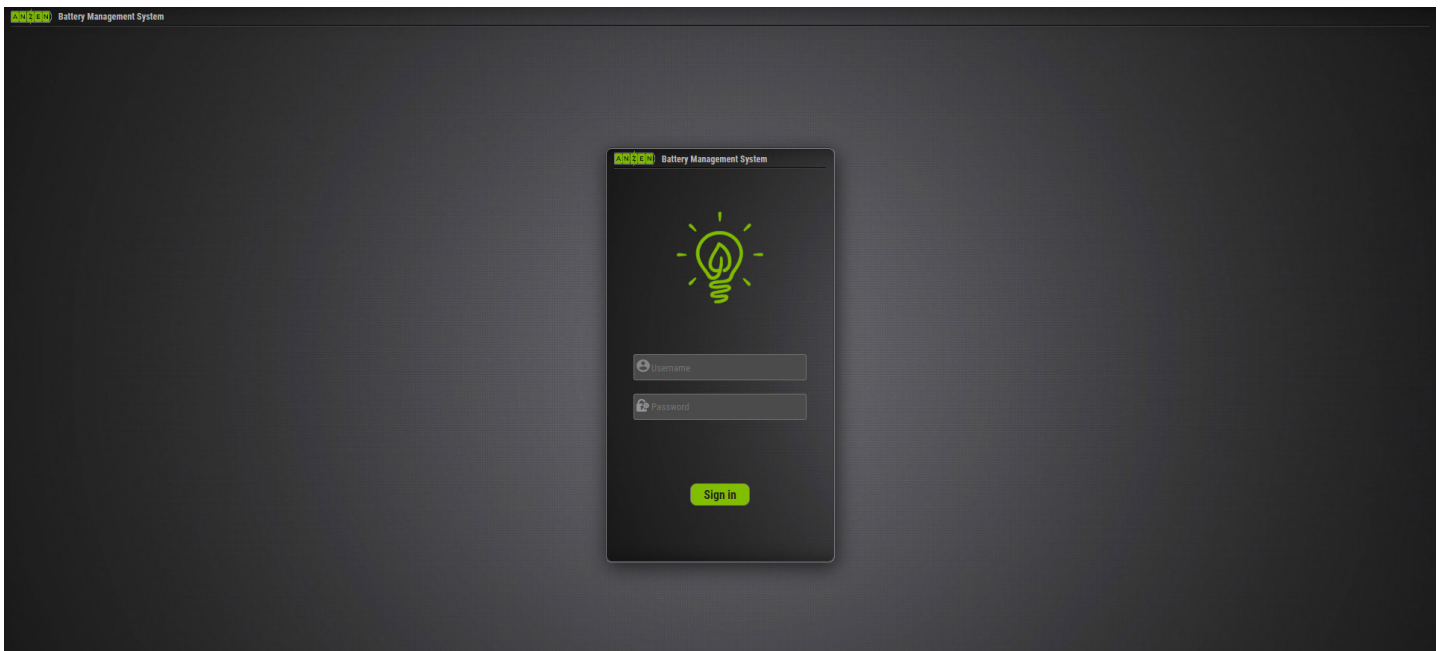 ANZEN Battery Management System
ANZEN Battery Management System
Username
Password
Sign in